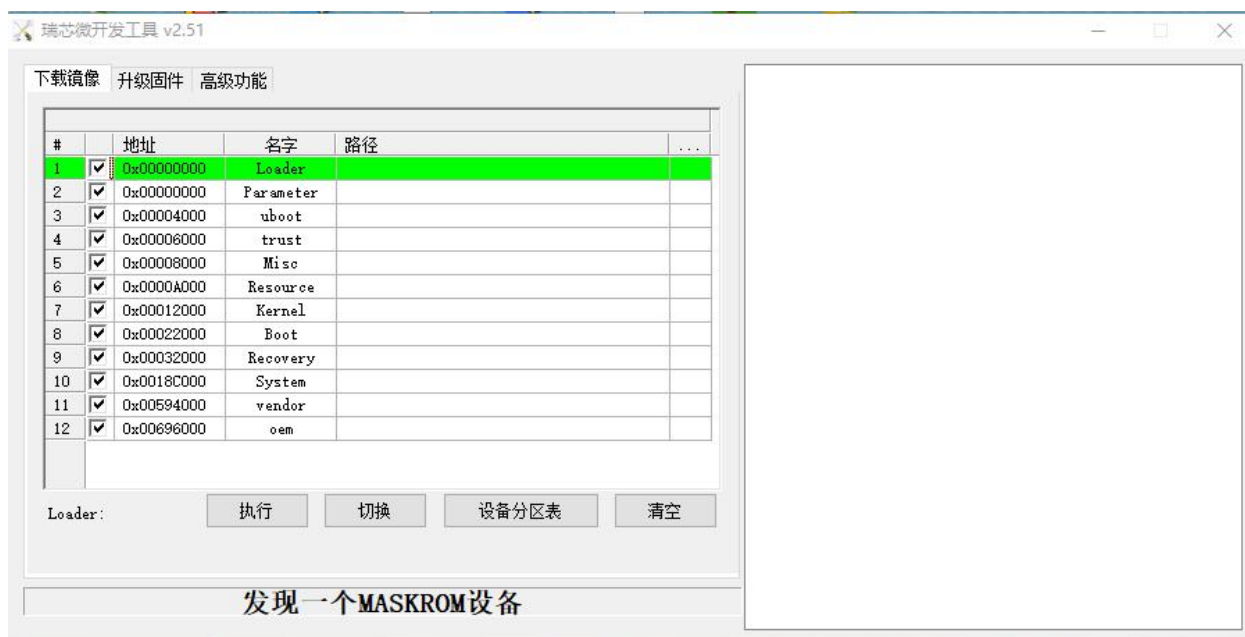 瑞芯微开发工具 v2.51
下载镜像 升级固件 高级功能
# 地址 名字 路径 ...
1 0x00000000 Loader
2 0x00000000 Parameter
3 0x00004000 uboot
4 0x00006000 trust
5 0x00008000 Misc
6 0x0000A000 Resource
7 0x00012000 Kernel
8 0x00022000 Boot
9 0x00032000 Recovery
10 0x0018C000 System
11 0x00594000 vendor
12 0x00696000 oem
Loader: 执行 切换 设备分区表 清空
发现一个MASKROM设备